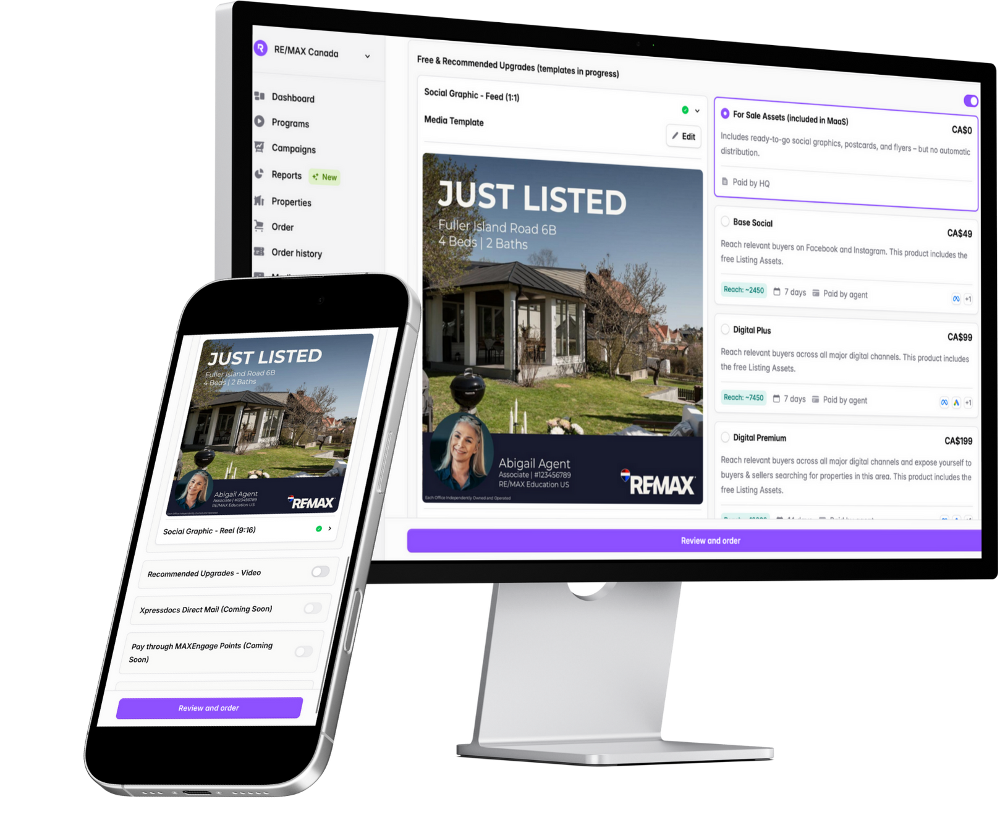 RE/MAX Canada
Dashboard
Programs
Campaigns
Reports
New
Properties
Order
Order history
Free & Recommended Upgrades (templates in progress)
Social Graphic - Feed (1:1)
Media Template
Edit
JUST LISTED
Fuller Island Road 6B
4 Beds | 2 Baths
Abigail Agent
Associate | #123456789
RE/MAX Education US
RE/MAX
Each Office Independently Owned and Operated
For Sale Assets (included in MaaS)
CA$0
Includes ready-to-go social graphics, postcards, and flyers – but no automatic
distribution.
Paid by HQ
Base Social
CA$49
Reach relevant buyers on Facebook and Instagram. This product includes the
free Listing Assets.
Reach: ~2450
7 days
Paid by agent
+1
Digital Plus
CA$99
Reach relevant buyers across all major digital channels. This product includes
the free Listing Assets.
Reach: ~7450
7 days
Paid by agent
+1
Digital Premium
CA$199
Reach relevant buyers across all major digital channels and expose yourself to
buyers & sellers searching for properties in this area. This product includes the
free Listing Assets.
Review and order
JUST LISTED
Fuller Island Road 6B
4 Beds | 2 Baths
Abigail Agent
Associate | #123456789
RE/MAX Education US
RE/MAX
Each Office Independently Owned and Operated
Social Graphic - Reel (9:16)
Recommended Upgrades - Video
Xpressdocs Direct Mail (Coming Soon)
Pay through MAXEngage Points (Coming
Soon)
Review and order